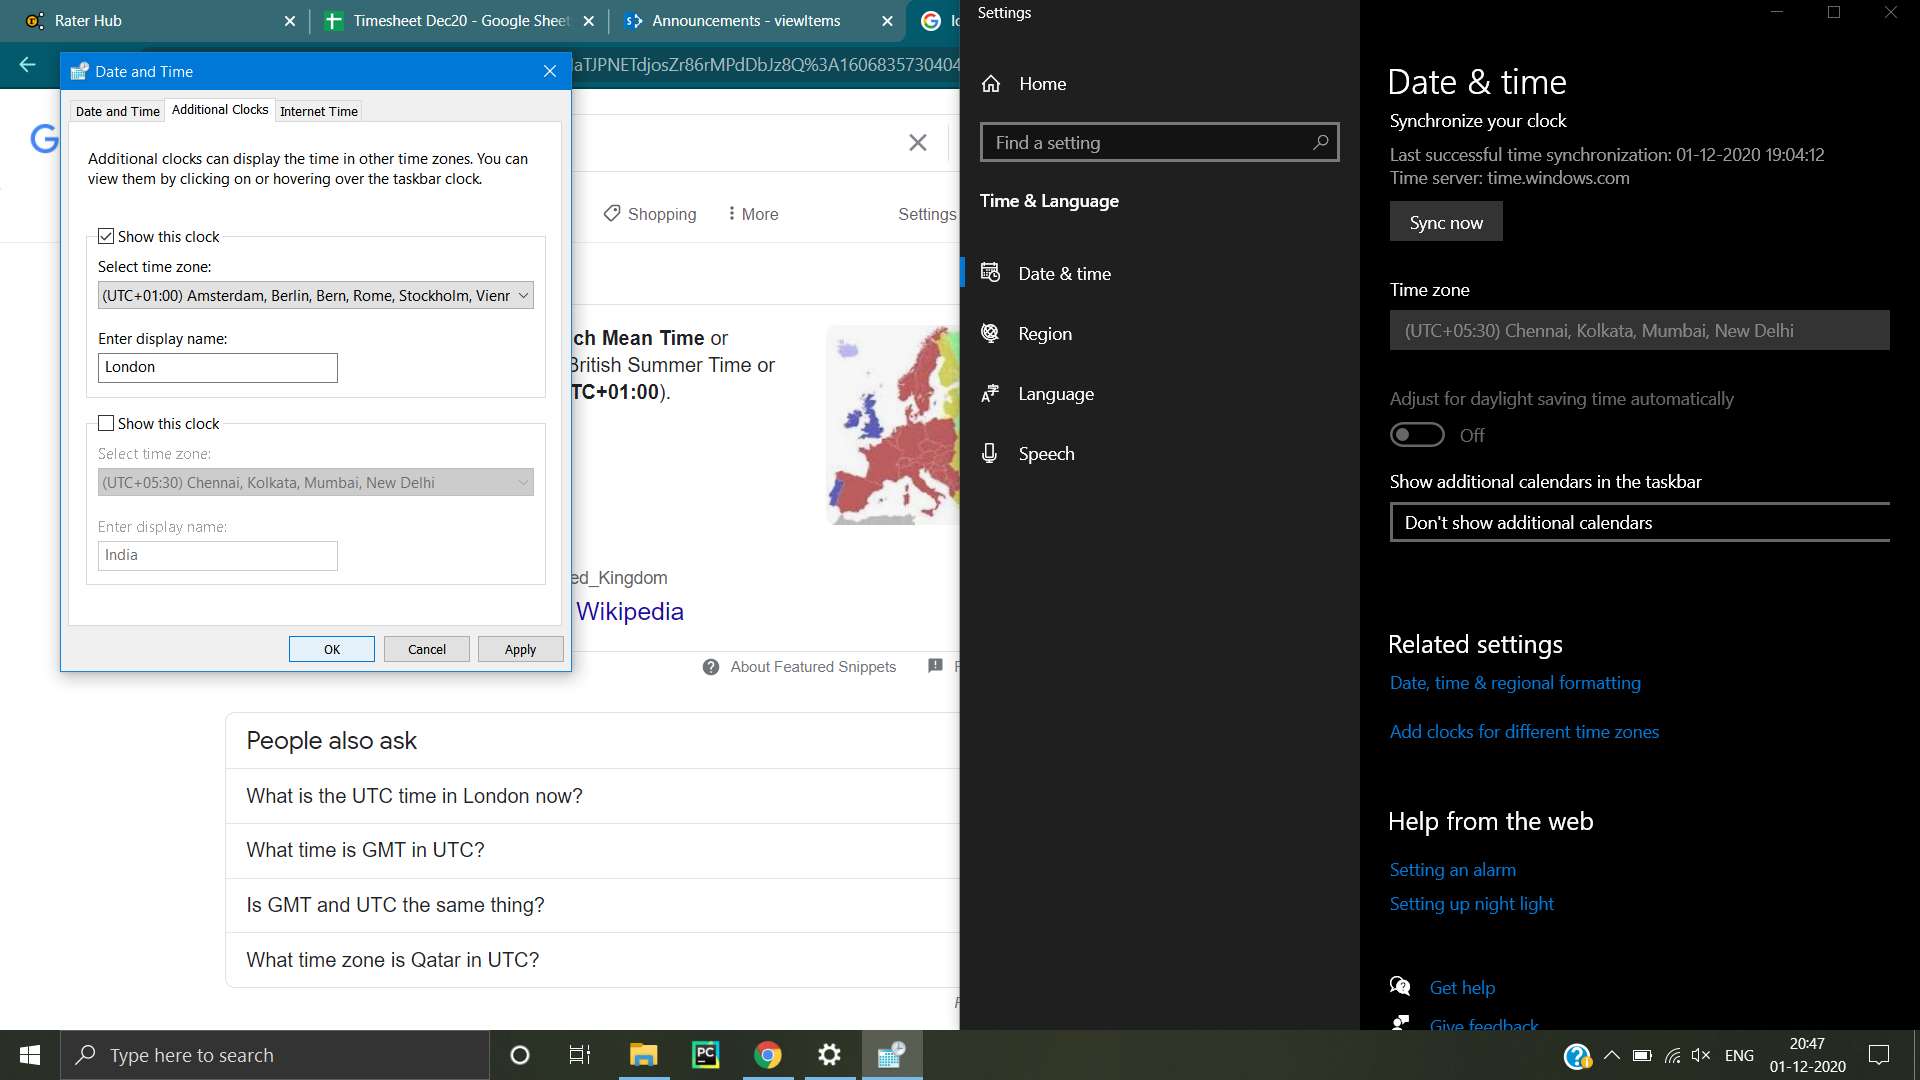 Rater Hub
Timesheet Dec20 - Google Sheet
Announcements - viewItems
aTJPNETdjosZr86rMPdDbJz8Q%3A1606835730404
Date and Time
Date and Time
Additional Clocks
Internet Time
Additional clocks can display the time in other time zones. You can
view them by clicking on or hovering over the taskbar clock.
Show this clock
Select time zone:
(UTC+01:00) Amsterdam, Berlin, Bern, Rome, Stockholm, Vienr
Enter display name:
London
Show this clock
Select time zone:
(UTC+05:30) Chennai, Kolkata, Mumbai, New Delhi
Enter display name:
India
OK
Cancel
Apply
G
Shopping
More
Settings
ch Mean Time or
British Summer Time or
TC+01:00).
ed_Kingdom
Wikipedia
About Featured Snippets
People also ask
What is the UTC time in London now?
What time is GMT in UTC?
Is GMT and UTC the same thing?
What time zone is Qatar in UTC?
Settings
Home
Find a setting
Time & Language
Date & time
Region
Language
Speech
Date & time
Synchronize your clock
Last successful time synchronization: 01-12-2020 19:04:12
Time server: time.windows.com
Sync now
Time zone
(UTC+05:30) Chennai, Kolkata, Mumbai, New Delhi
Adjust for daylight saving time automatically
Off
Show additional calendars in the taskbar
Don't show additional calendars
Related settings
Date, time & regional formatting
Add clocks for different time zones
Help from the web
Setting an alarm
Setting up night light
Get help
Give feedback
Type here to search
PC
ENG
20:47
01-12-2020